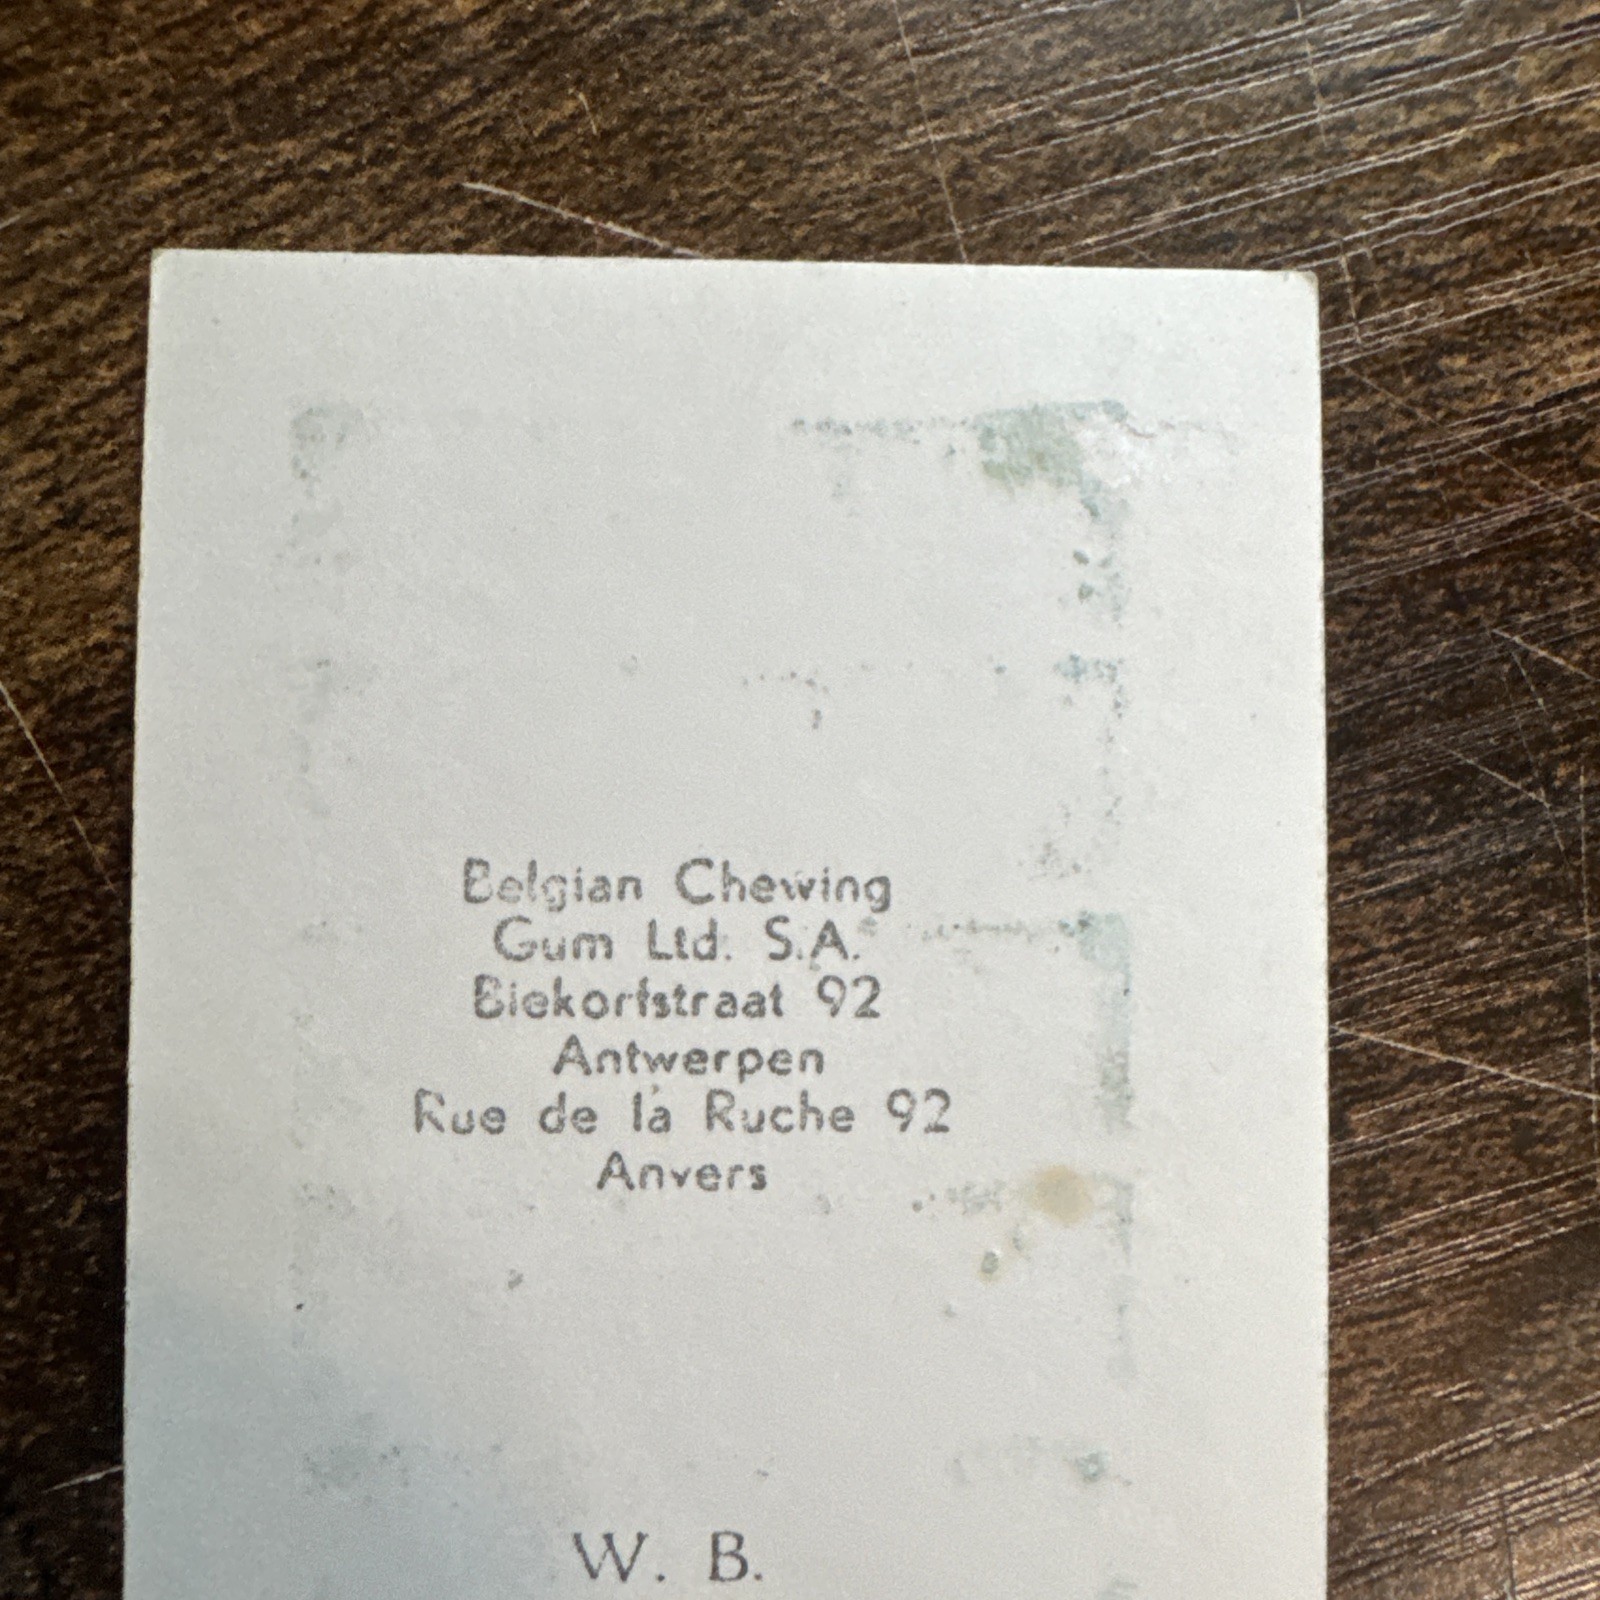 Belgian Chewing
Gum Ltd. S.A.
Biekorfstraat 92
Antwerpen
Rue de la Ruche 92
Anvers
W. B.